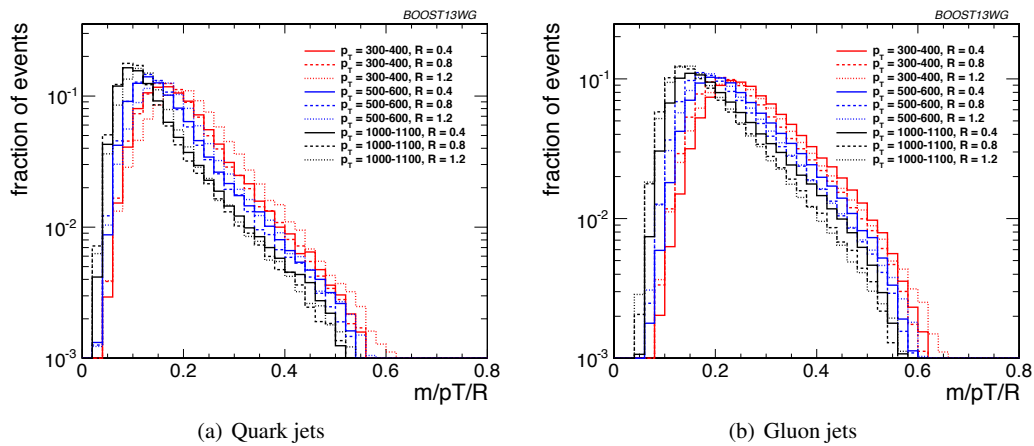 BOOST13WG
fraction of events
p_T = 300-400, R = 0.4
p_T = 300-400, R = 0.8
p_T = 300-400, R = 1.2
p_T = 500-600, R = 0.4
p_T = 500-600, R = 0.8
p_T = 500-600, R = 1.2
p_T = 1000-1100, R = 0.4
p_T = 1000-1100, R = 0.8
p_T = 1000-1100, R = 1.2
10^-1
10^-2
10^-3
0 0.2 0.4 0.6 0.8
m/pT/R
(a) Quark jets
BOOST13WG
fraction of events
p_T = 300-400, R = 0.4
p_T = 300-400, R = 0.8
p_T = 300-400, R = 1.2
p_T = 500-600, R = 0.4
p_T = 500-600, R = 0.8
p_T = 500-600, R = 1.2
p_T = 1000-1100, R = 0.4
p_T = 1000-1100, R = 0.8
p_T = 1000-1100, R = 1.2
10^-1
10^-2
10^-3
0 0.2 0.4 0.6 0.8
m/pT/R
(b) Gluon jets